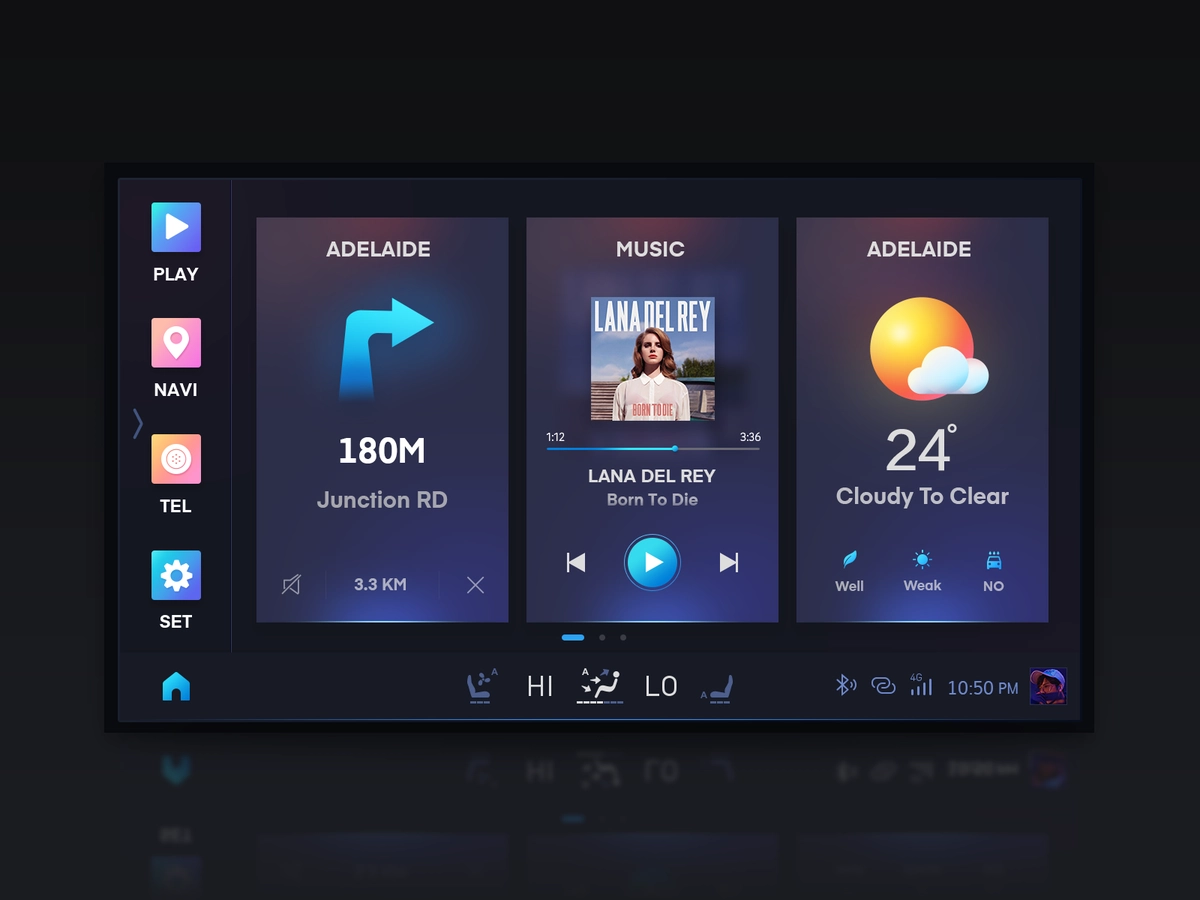 PLAY
NAVI
TEL
SET
ADELAIDE
180M
Junction RD
3.3 KM
MUSIC
LANA DEL REY
BORN TO DIE
1:12 3:36
LANA DEL REY
Born To Die
ADELAIDE
24°
Cloudy To Clear
Well Weak NO
A HI A LO A
4G 10:50 PM